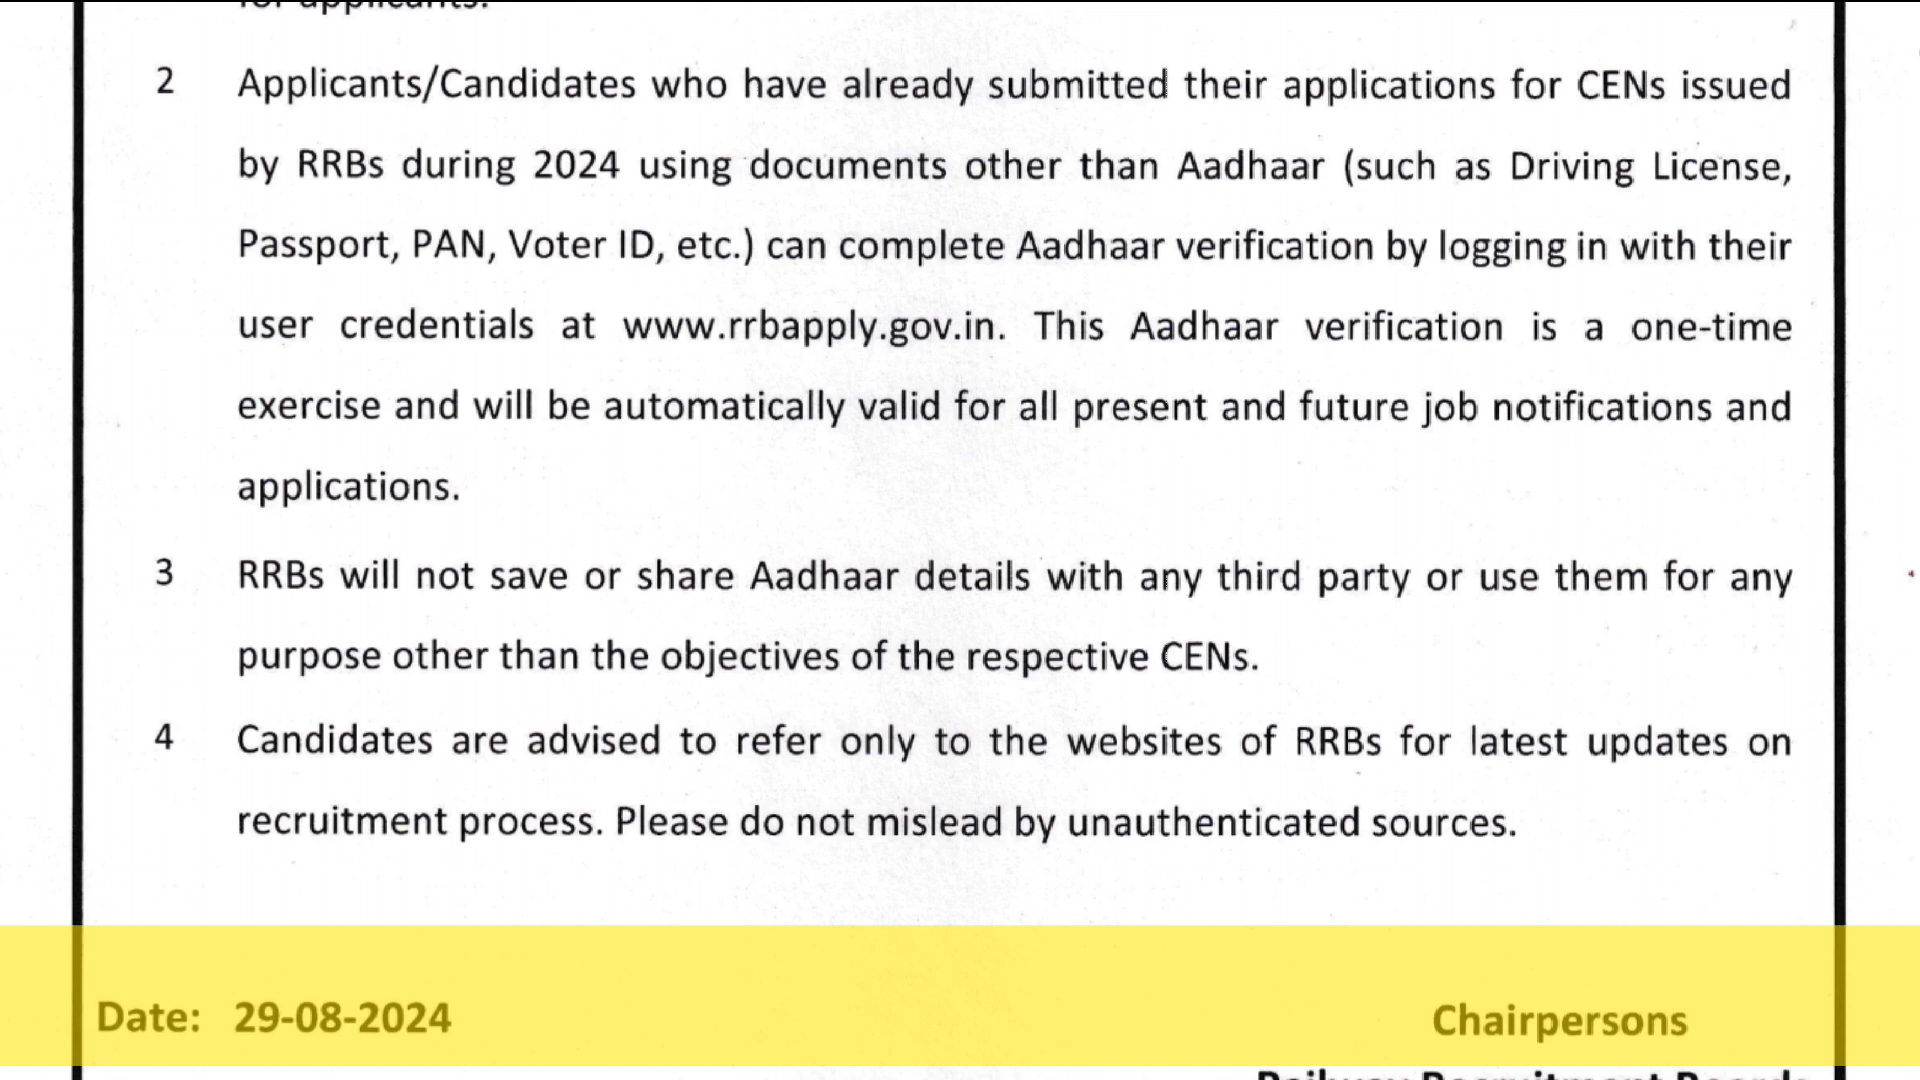 for applicants.
2 Applicants/Candidates who have already submitted their applications for CENs issued
by RRBs during 2024 using documents other than Aadhaar (such as Driving License,
Passport, PAN, Voter ID, etc.) can complete Aadhaar verification by logging in with their
user credentials at www.rrbapply.gov.in. This Aadhaar verification is a one-time
exercise and will be automatically valid for all present and future job notifications and
applications.
3 RRBs will not save or share Aadhaar details with any third party or use them for any
purpose other than the objectives of the respective CENs.
4 Candidates are advised to refer only to the websites of RRBs for latest updates on
recruitment process. Please do not mislead by unauthenticated sources.
Date: 29-08-2024 Chairpersons
Railway Recruitment Boards